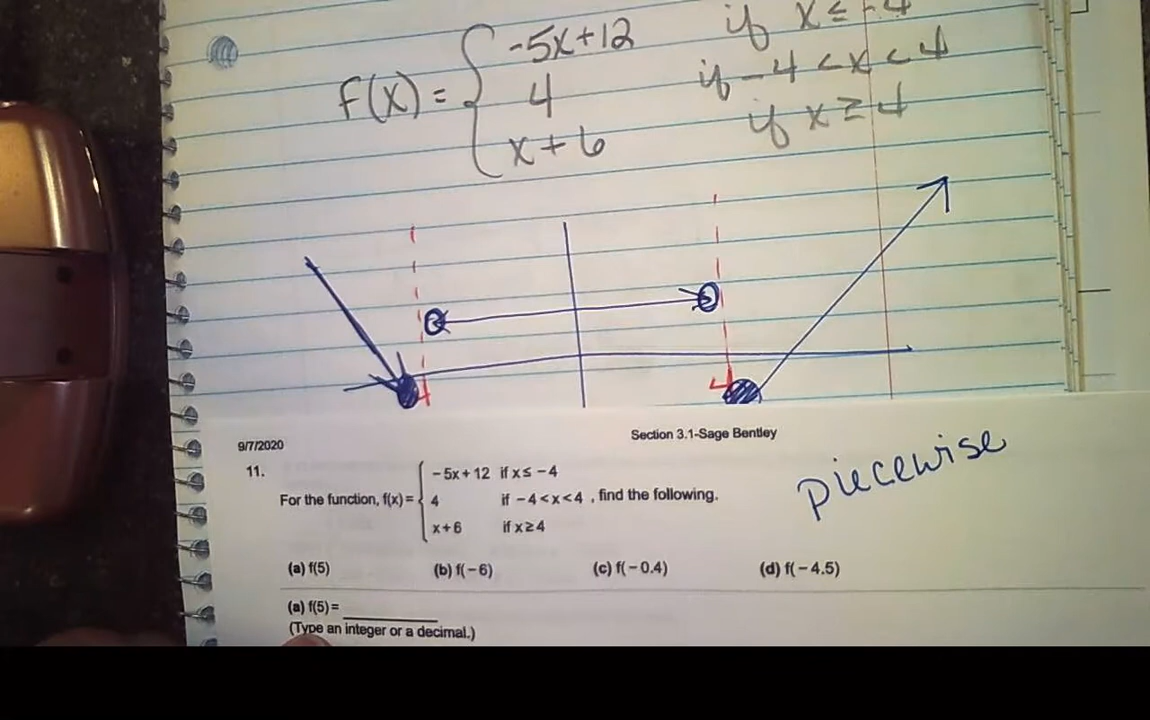 f(x) = { -5x+12 if x ≤ -4
4 if -4 < x < 4
x + 6 if x ≥ 4
4
Section 3.1-Sage Bentley
9/7/2020
piecewise
11.
For the function, f(x) = { -5x+12 if x ≤ -4
4 if -4<x<4 , find the following.
x+6 if x≥4
(a) f(5) (b) f(-6) (c) f(-0.4) (d) f(-4.5)
(a) f(5)= ________
(Type an integer or a decimal.)